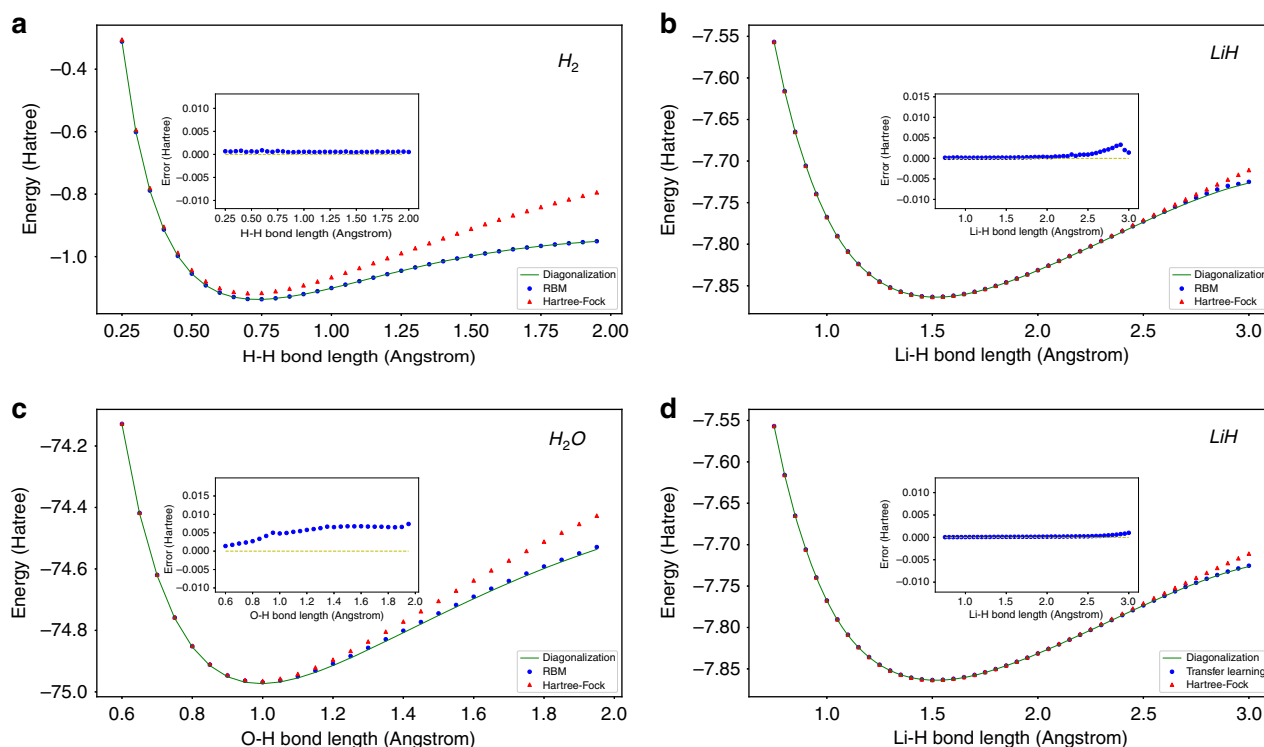 a
H2
Energy (Hatree)
−0.4
−0.6
−0.8
−1.0
0.25 0.50 0.75 1.00 1.25 1.50 1.75 2.00
H-H bond length (Angstrom)
Error (Hartree)
0.010
0.005
0.000
−0.005
−0.010
0.25 0.50 0.75 1.00 1.25 1.50 1.75 2.00
H-H bond length (Angstrom)
Diagonalization
RBM
Hartree-Fock
b
LiH
Energy (Hatree)
−7.55
−7.60
−7.65
−7.70
−7.75
−7.80
−7.85
1.0 1.5 2.0 2.5 3.0
Li-H bond length (Angstrom)
Error (Hartree)
0.015
0.010
0.005
0.000
−0.005
−0.010
1.0 1.5 2.0 2.5 3.0
Li-H bond length (Angstrom)
Diagonalization
RBM
Hartree-Fock
c
H2O
Energy (Hatree)
−74.2
−74.4
−74.6
−74.8
−75.0
0.6 0.8 1.0 1.2 1.4 1.6 1.8 2.0
O-H bond length (Angstrom)
Error (Hartree)
0.015
0.010
0.005
0.000
−0.005
−0.010
0.6 0.8 1.0 1.2 1.4 1.6 1.8 2.0
O-H bond length (Angstrom)
Diagonalization
RBM
Hartree-Fock
d
LiH
Energy (Hatree)
−7.55
−7.60
−7.65
−7.70
−7.75
−7.80
−7.85
1.0 1.5 2.0 2.5 3.0
Li-H bond length (Angstrom)
Error (Hartree)
0.010
0.005
0.000
−0.005
−0.010
1.0 1.5 2.0 2.5 3.0
Li-H bond length (Angstrom)
Diagonalization
Transfer learning
Hartree-Fock